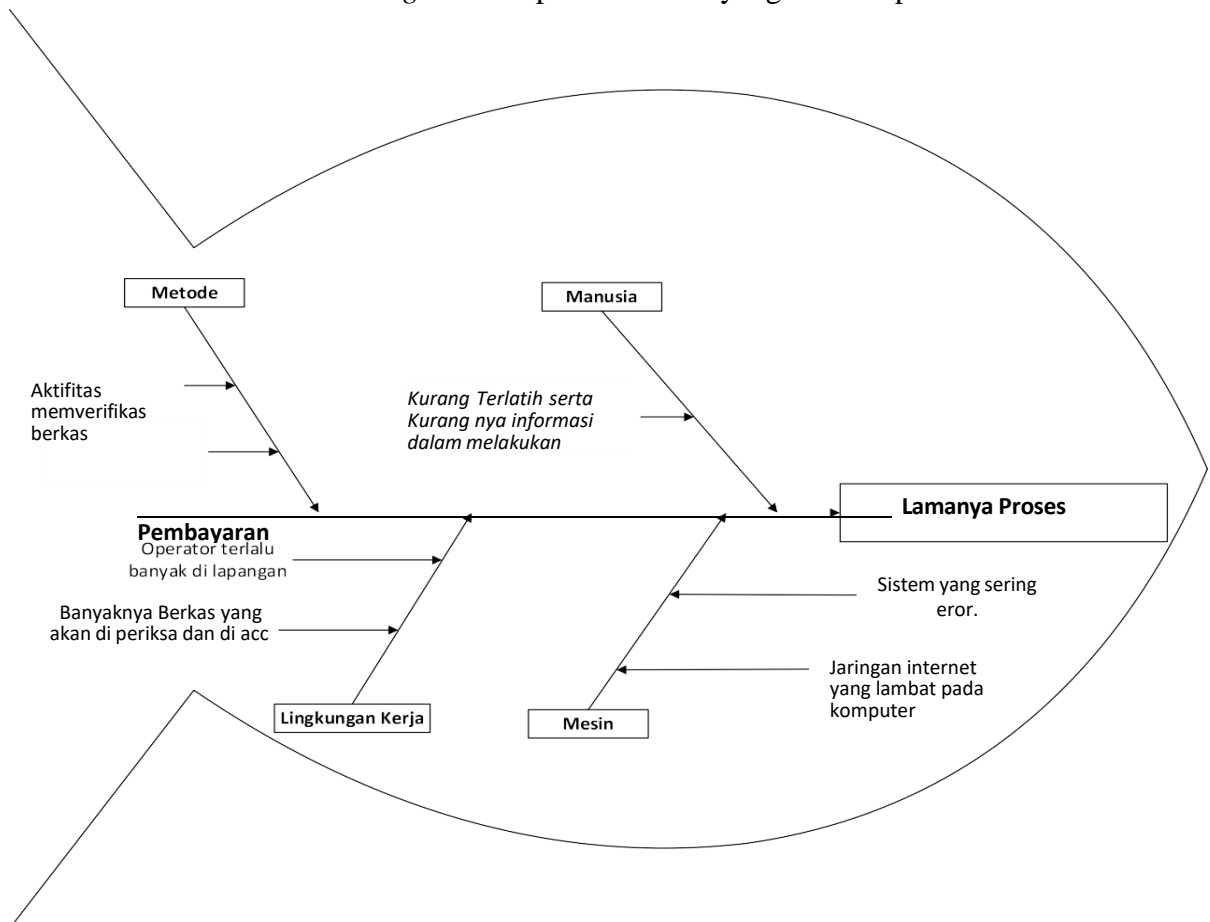 Metode
Manusia
Aktifitas
memverifikas
berkas
Kurang Terlatih serta
Kurang nya informasi
dalam melakukan
Lamanya Proses
Pembayaran
Operator terlalu
banyak di lapangan
Banyaknya Berkas yang
akan di periksa dan di acc
Sistem yang sering
eror.
Jaringan internet
yang lambat pada
komputer
Lingkungan Kerja
Mesin